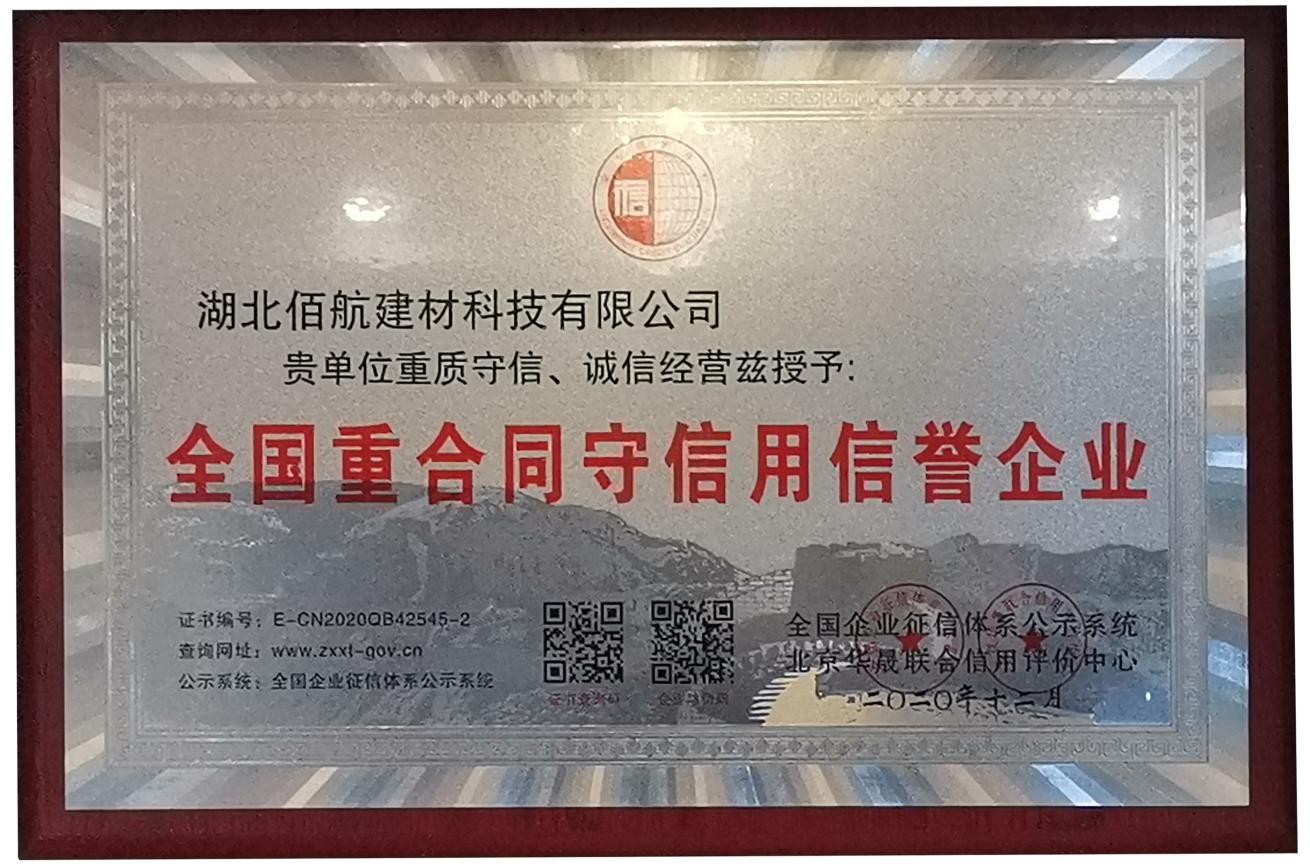 信
湖北佰航建材科技有限公司
贵单位重质守信、诚信经营兹授予:
全国重合同守信用信誉企业
证书编号：E-CN2020QB42545-2
查询网址：www.zxxt-gov.cn
公示系统：全国企业征信体系公示系统
全国企业征信体系公示系统
北京华晟联合信用评价中心
二〇二〇年十二月